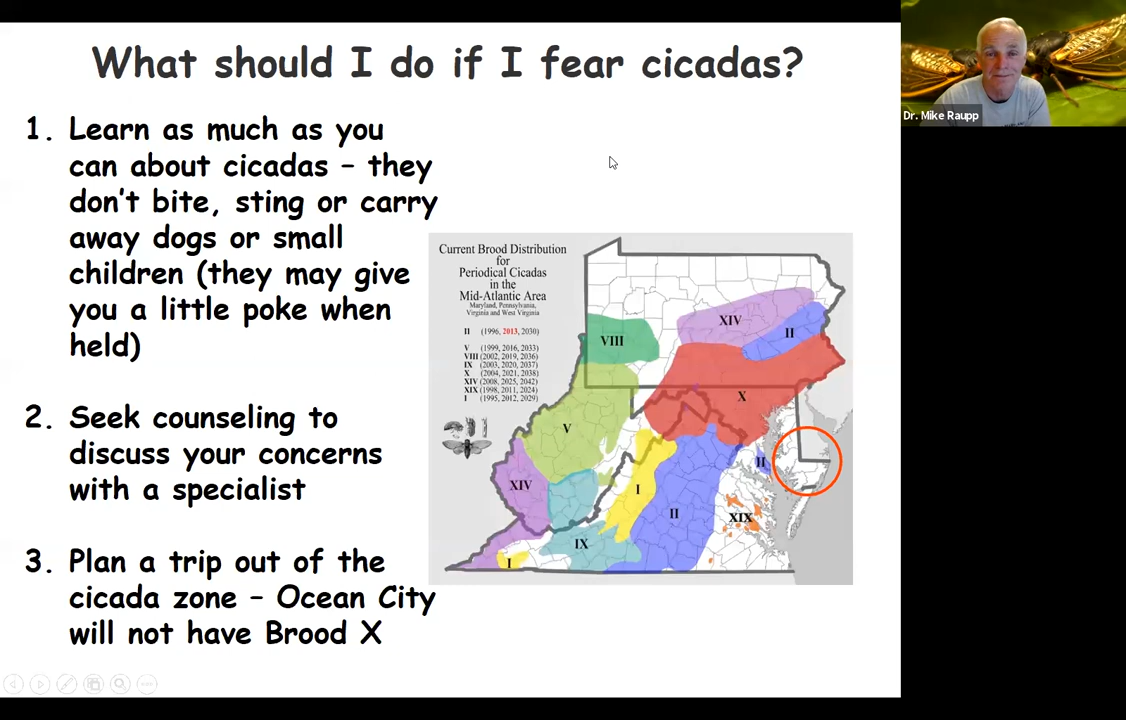 What should I do if I fear cicadas?
1. Learn as much as you
can about cicadas – they
don't bite, sting or carry
away dogs or small
children (they may give
you a little poke when
held)
2. Seek counseling to
discuss your concerns
with a specialist
3. Plan a trip out of the
cicada zone – Ocean City
will not have Brood X
Current Brood Distribution
for
Periodical Cicadas
in the
Mid-Atlantic Area
Maryland, Pennsylvania,
Virginia and West Virginia
II (1996, 2013, 2030)
V (1999, 2016, 2033)
VIII (2002, 2019, 2036)
IX (2003, 2020, 2037)
X (2004, 2021, 2038)
XIV (2008, 2025, 2042)
XIX (1998, 2011, 2024)
I (1995, 2012, 2029)
XIV
II
VIII
X
V
II
XIV
I
II
XIX
IX
I
Dr. Mike Raupp